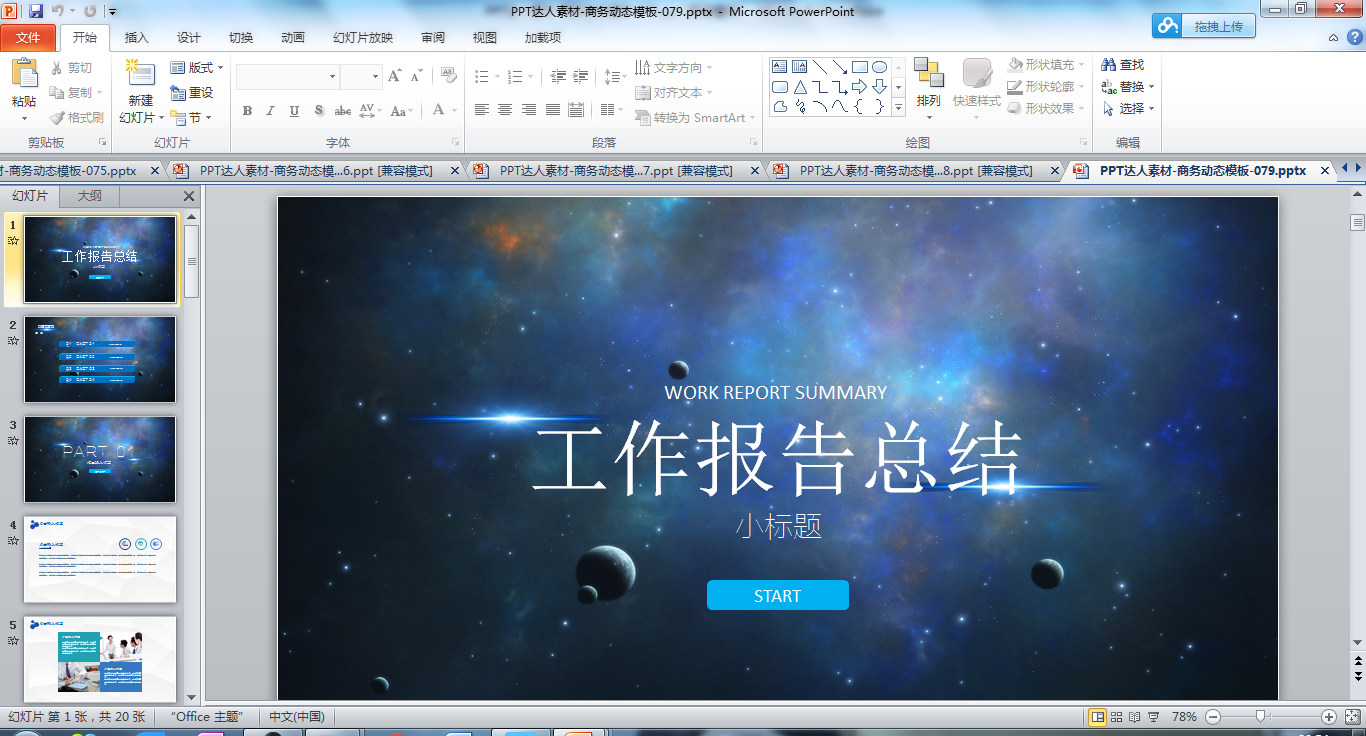 PPT达人素材-商务动态模板-079.pptx - Microsoft PowerPoint
拖拽上传
文件 开始 插入 设计 切换 动画 幻灯片放映 审阅 视图 加载项
粘贴 剪切 复制 格式刷
新建 幻灯片 版式 重设 节
文字方向 对齐文本 转换为 SmartArt
排列 快速样式 形状填充 形状轮廓 形状效果
查找 替换 选择
剪贴板 幻灯片 字体 段落 绘图 编辑
材-商务动态模板-075.pptx PPT达人素材-商务动态模...6.ppt [兼容模式] PPT达人素材-商务动态模...7.ppt [兼容模式] PPT达人素材-商务动态模...8.ppt [兼容模式] PPT达人素材-商务动态模板-079.pptx
幻灯片 大纲
1
工作报告总结
2
3
PART 01
4
5
WORK REPORT SUMMARY
工作报告总结
小标题
START
幻灯片 第 1 张，共 20 张 "Office 主题" 中文(中国) 78%